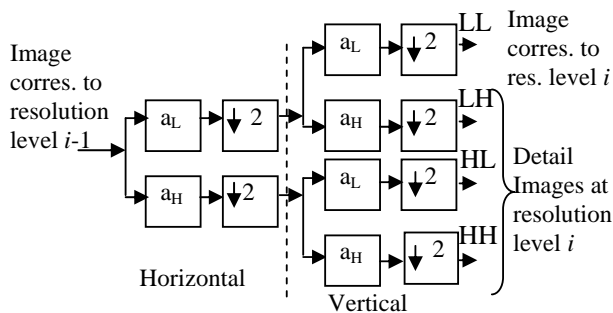 Image
corres. to
resolution
level i-1
a_L
↓ 2
a_H
↓ 2
Horizontal
a_L
↓ 2
LL
a_H
↓ 2
LH
a_L
↓ 2
HL
a_H
↓ 2
HH
Vertical
Image
corres. to
res. level i
Detail
Images at
resolution
level i